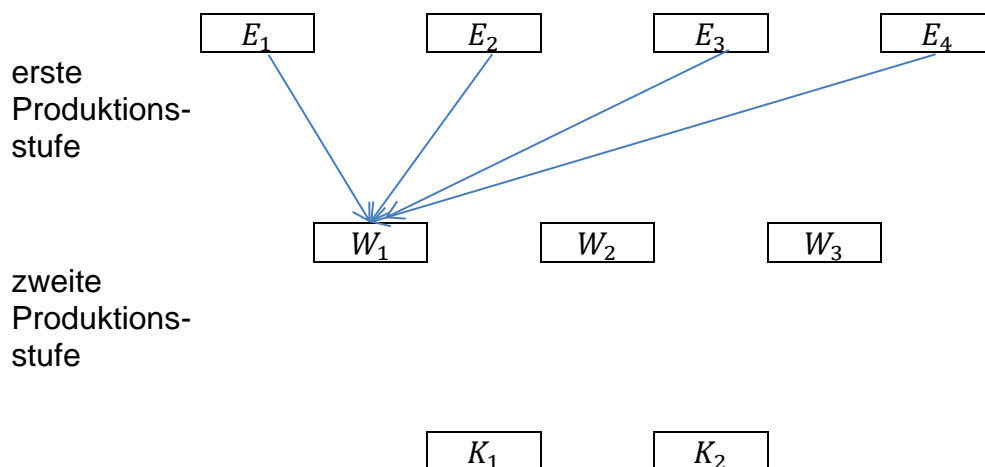 E₁ E₂ E₃ E₄
erste
Produktions-
stufe
W₁ W₂ W₃
zweite
Produktions-
stufe
K₁ K₂